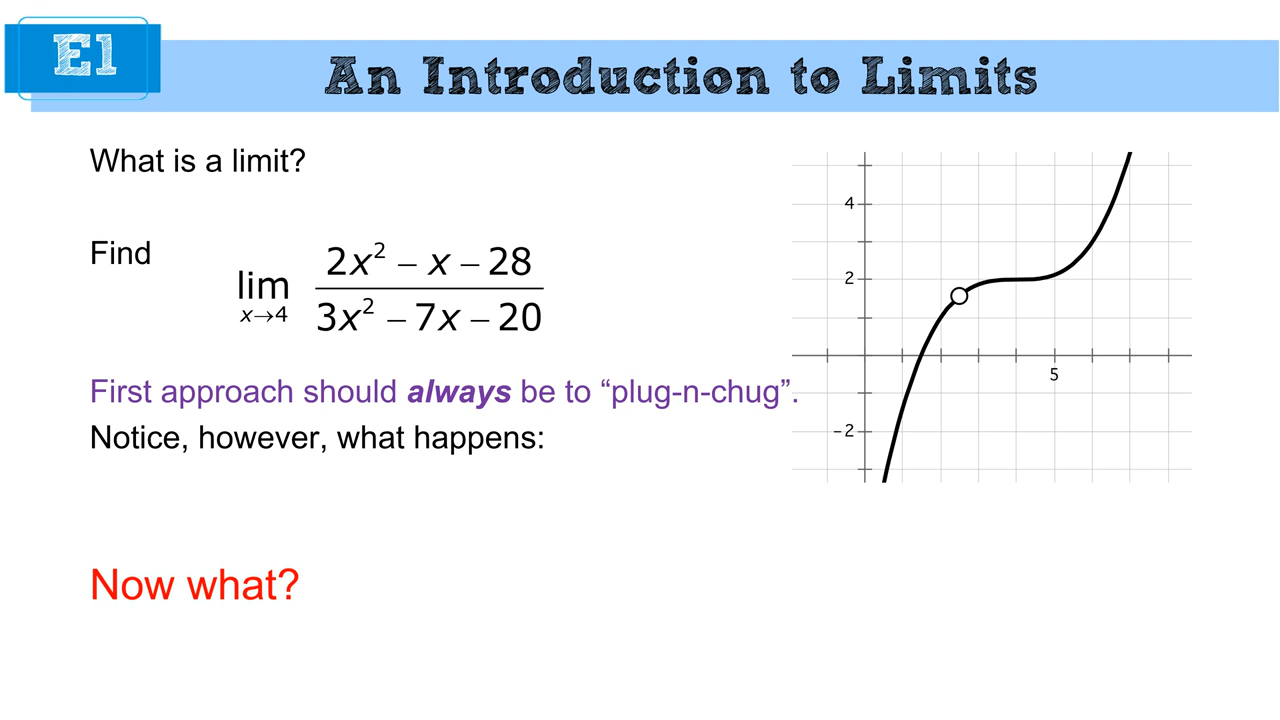 E1
An Introduction to Limits
What is a limit?
Find
lim x→4 (2x² – x – 28)/(3x² – 7x – 20)
First approach should always be to “plug-n-chug”.
Notice, however, what happens:
Now what?
4
2
5
–2